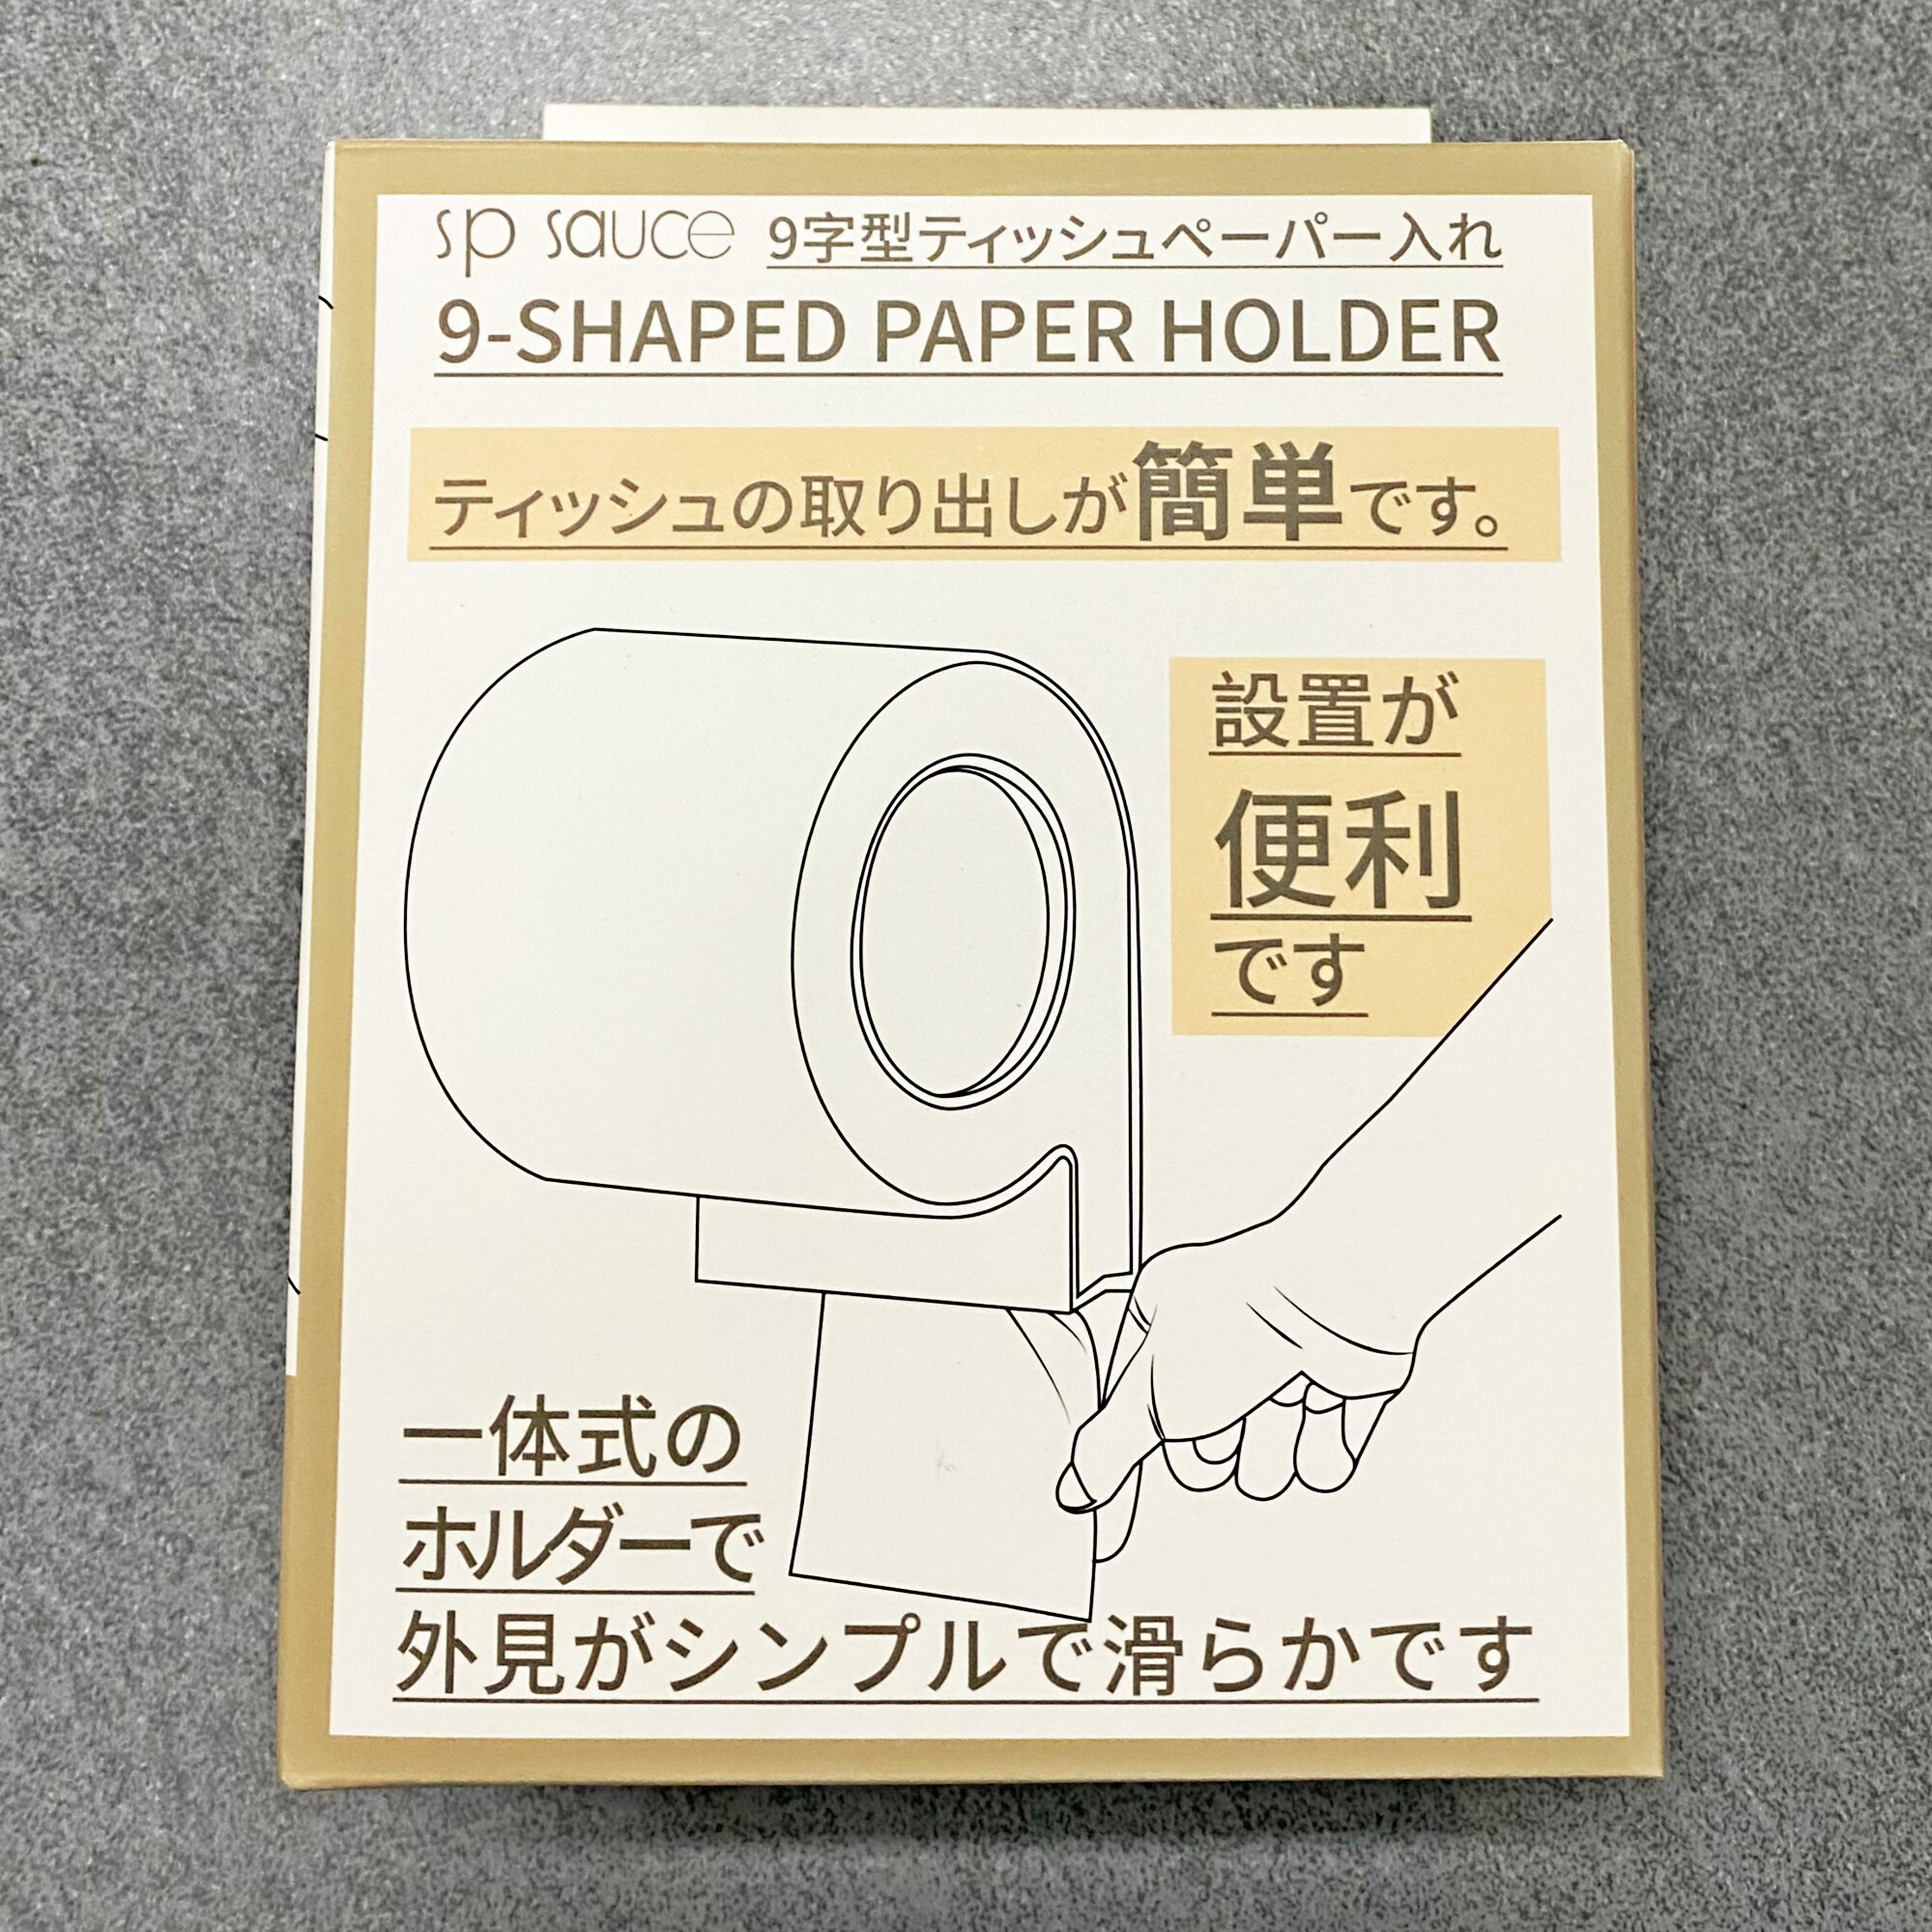 sp sauce 9字型ティッシュペーパー入れ
9-SHAPED PAPER HOLDER
ティッシュの取り出しが簡単です。
設置が
便利
です
一体式の
ホルダーで
外見がシンプルで滑らかです